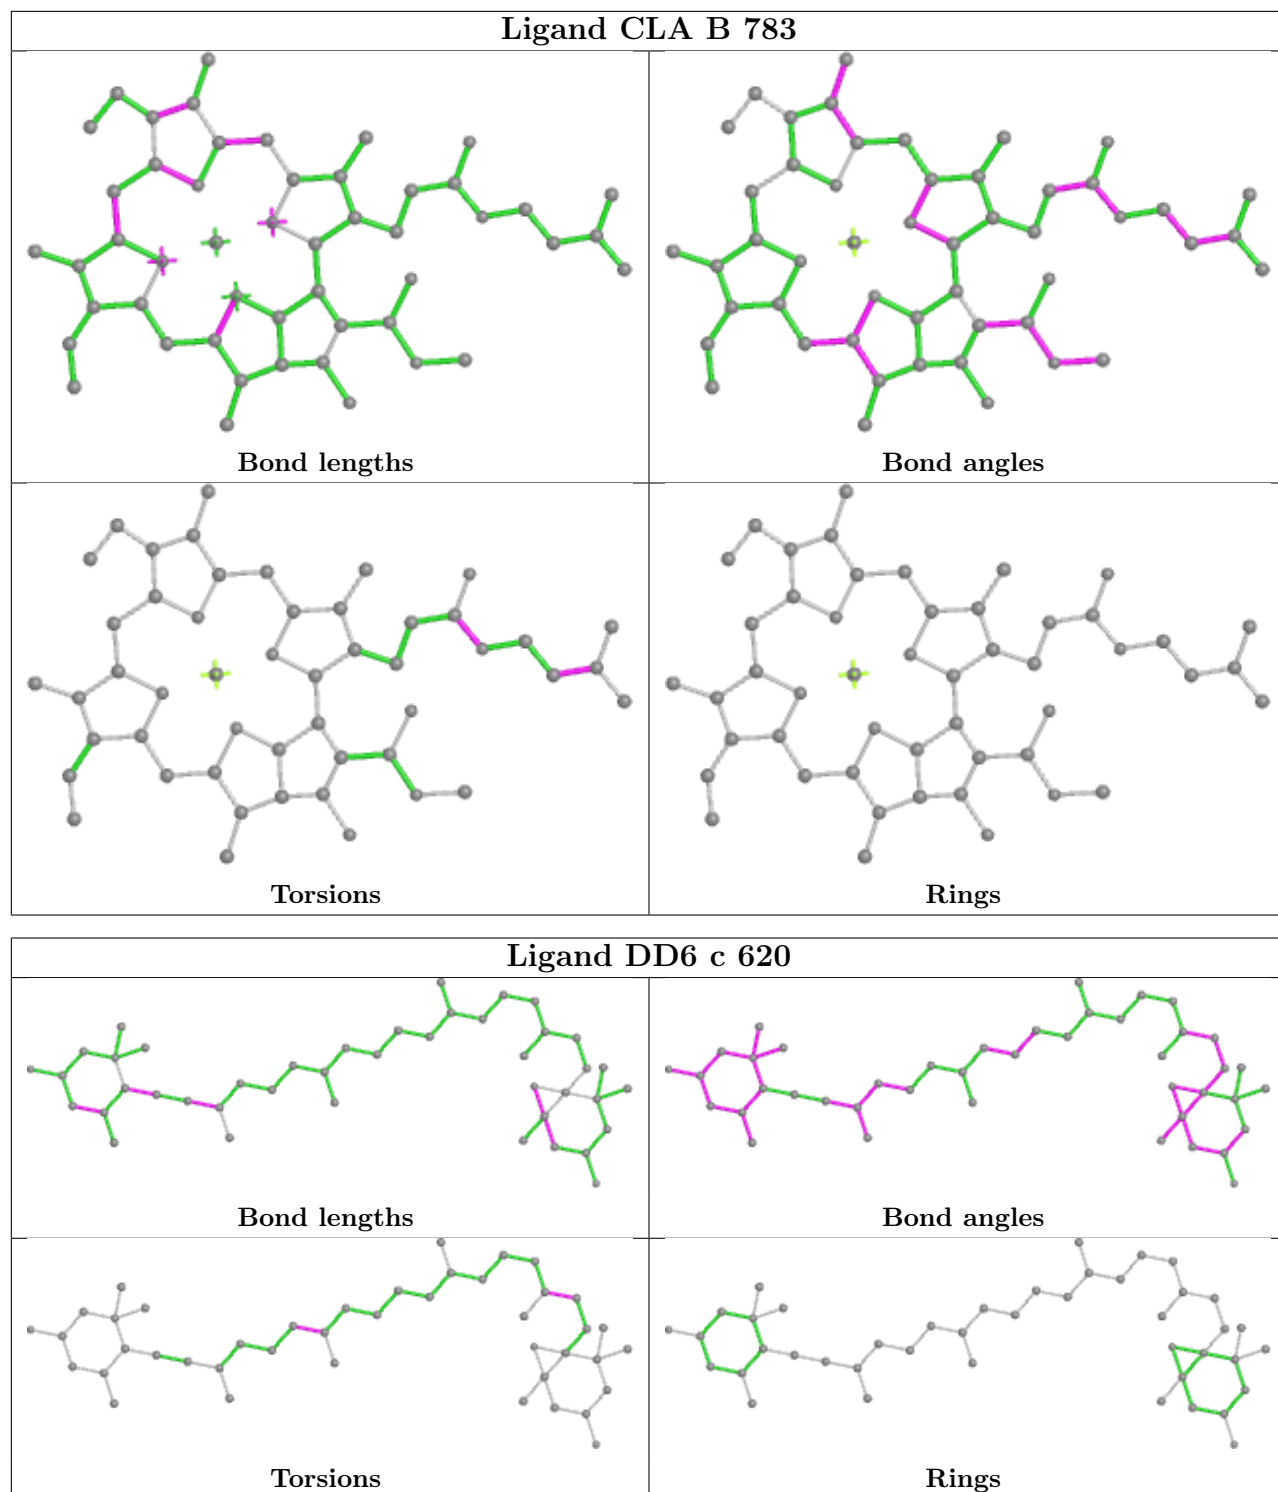 Ligand CLA B 783
Bond lengths
Bond angles
Torsions
Rings
Ligand DD6 c 620
Bond lengths
Bond angles
Torsions
Rings